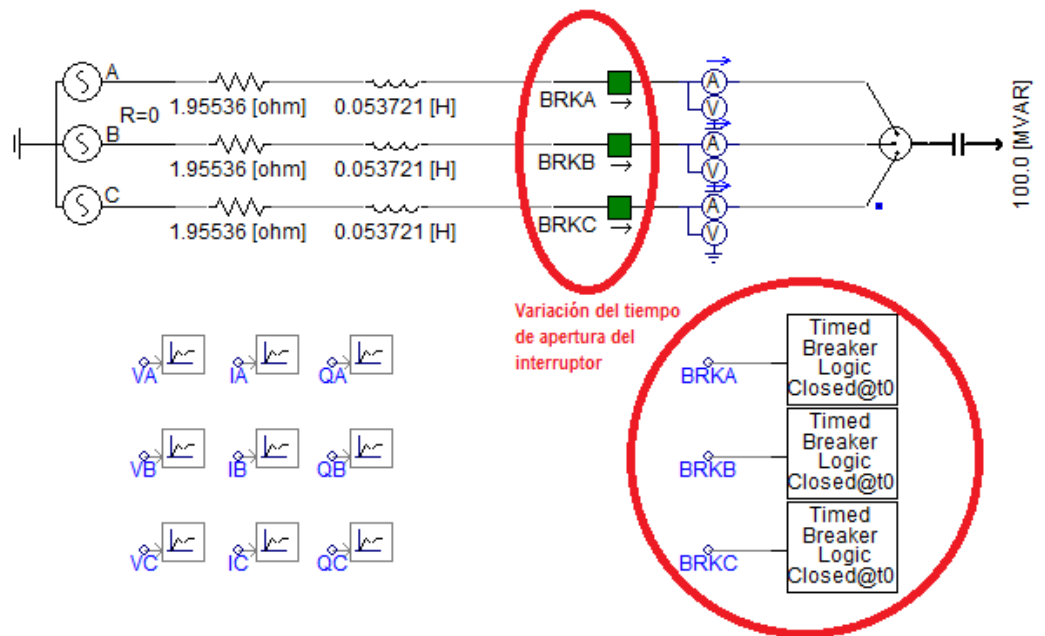 A
R=0
1.95536 [ohm]
0.053721 [H]
BRKA
A
V
B
1.95536 [ohm]
0.053721 [H]
BRKB
A
V
C
1.95536 [ohm]
0.053721 [H]
BRKC
A
V
100.0 [MVAR]
Variación del tiempo
de apertura del
interruptor
VA
IA
QA
BRKA
Timed
Breaker
Logic
Closed@t0
VB
IB
QB
BRKB
Timed
Breaker
Logic
Closed@t0
VC
IC
QC
BRKC
Timed
Breaker
Logic
Closed@t0